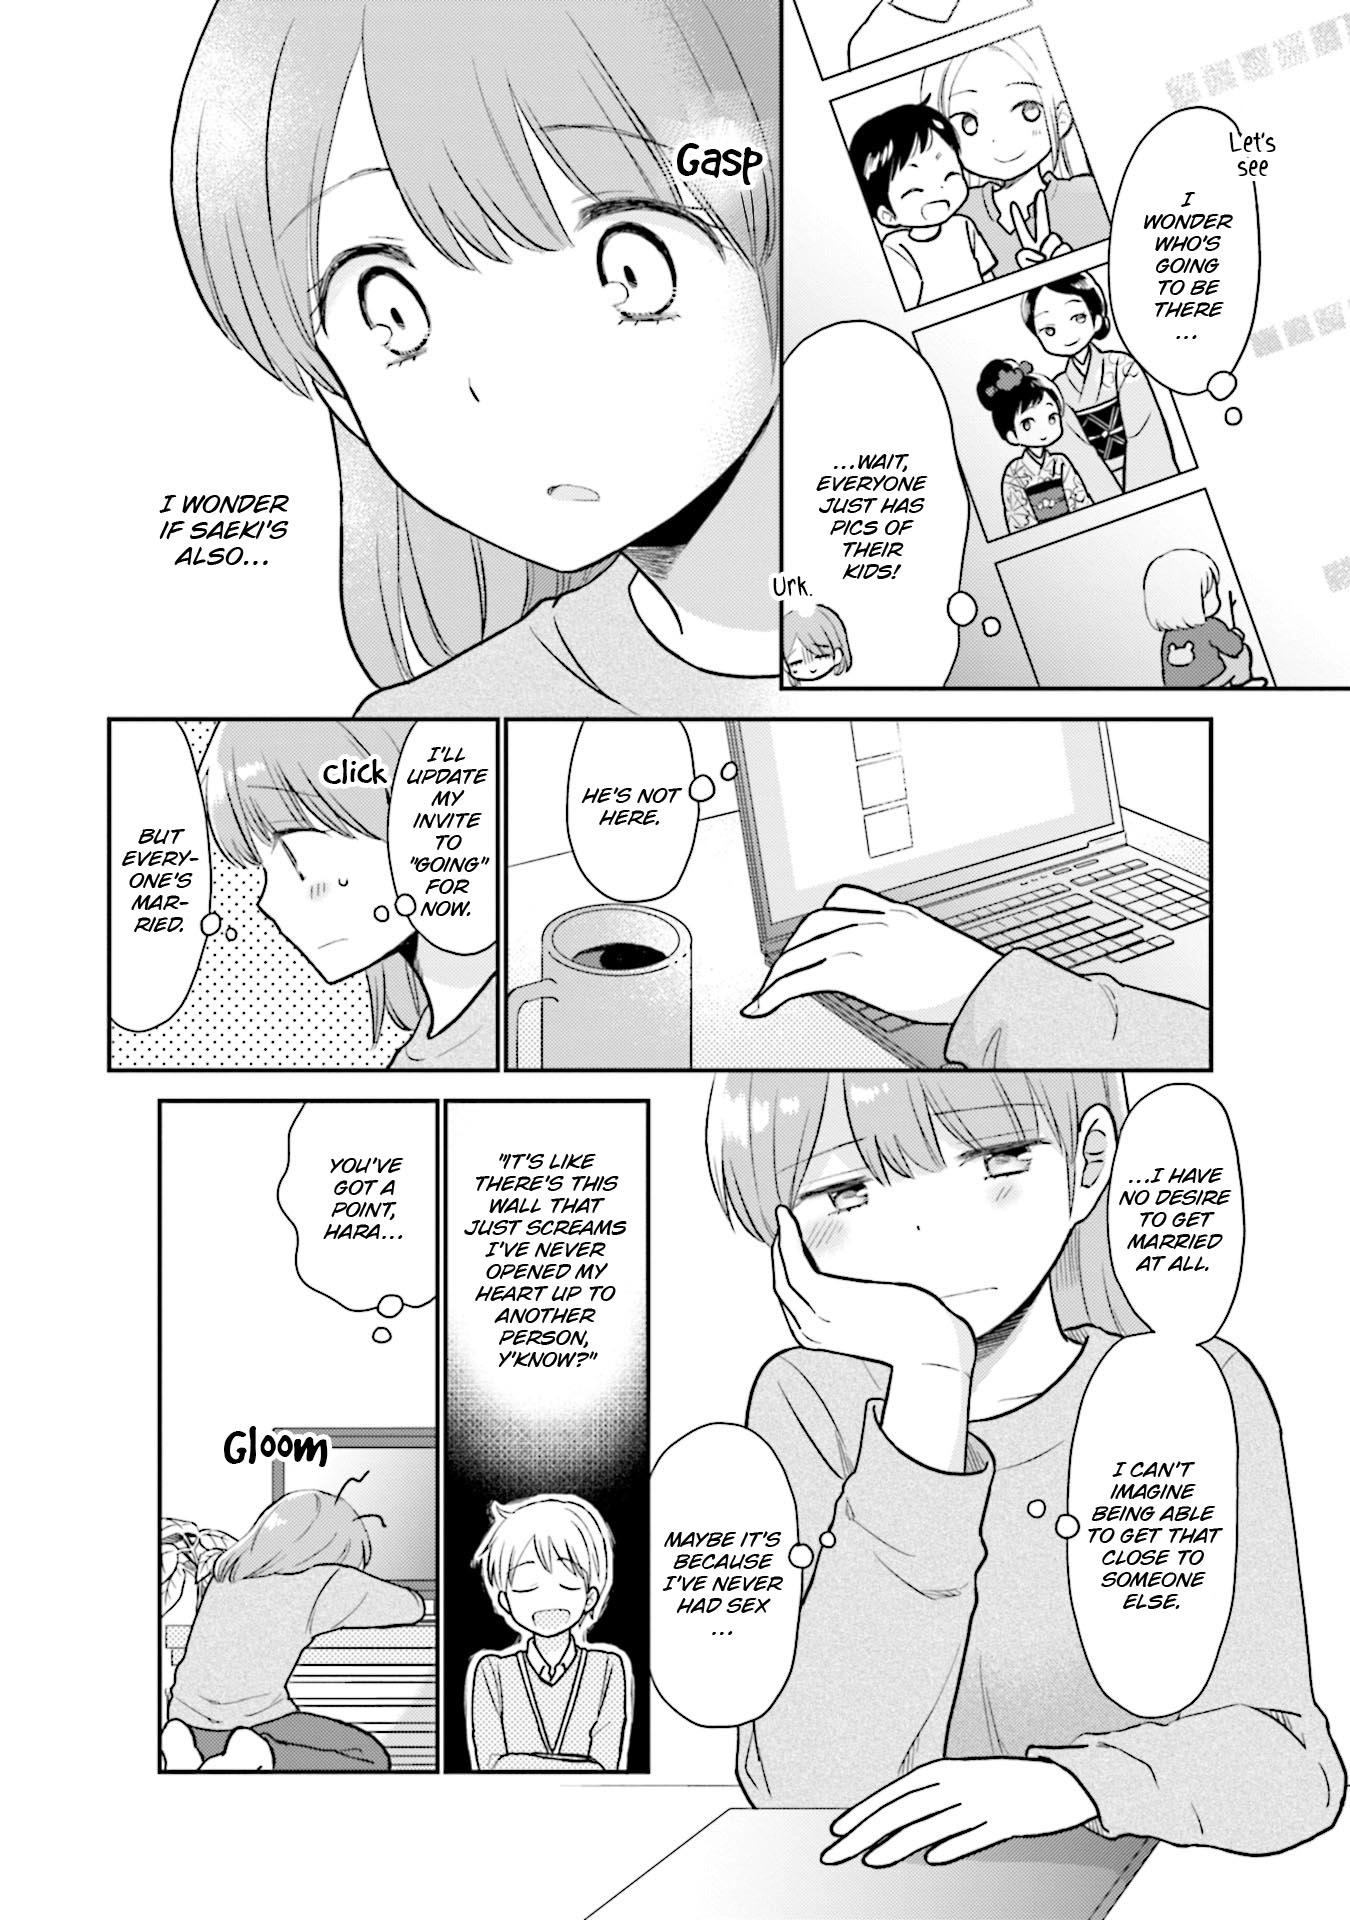 Let's
see
I
WONDER
WHO'S
GOING
TO BE
THERE
...
...WAIT,
EVERYONE
JUST HAS
PICS OF
THEIR
KIDS!
Urk.
Gasp
I WONDER
IF SAEKI'S
ALSO...
HE'S NOT
HERE.
I'LL
UPDATE
MY
INVITE
TO
"GOING"
FOR
NOW.
click
BUT
EVERY-
ONE'S
MAR-
RIED.
...I HAVE
NO DESIRE
TO GET
MARRIED
AT ALL.
I CAN'T
IMAGINE
BEING ABLE
TO GET THAT
CLOSE TO
SOMEONE
ELSE.
MAYBE IT'S
BECAUSE
I'VE NEVER
HAD SEX
...
"IT'S LIKE
THERE'S THIS
WALL THAT
JUST SCREAMS
I'VE NEVER
OPENED MY
HEART UP TO
ANOTHER
PERSON,
Y'KNOW?"
YOU'VE
GOT A
POINT,
HARA...
Gloom